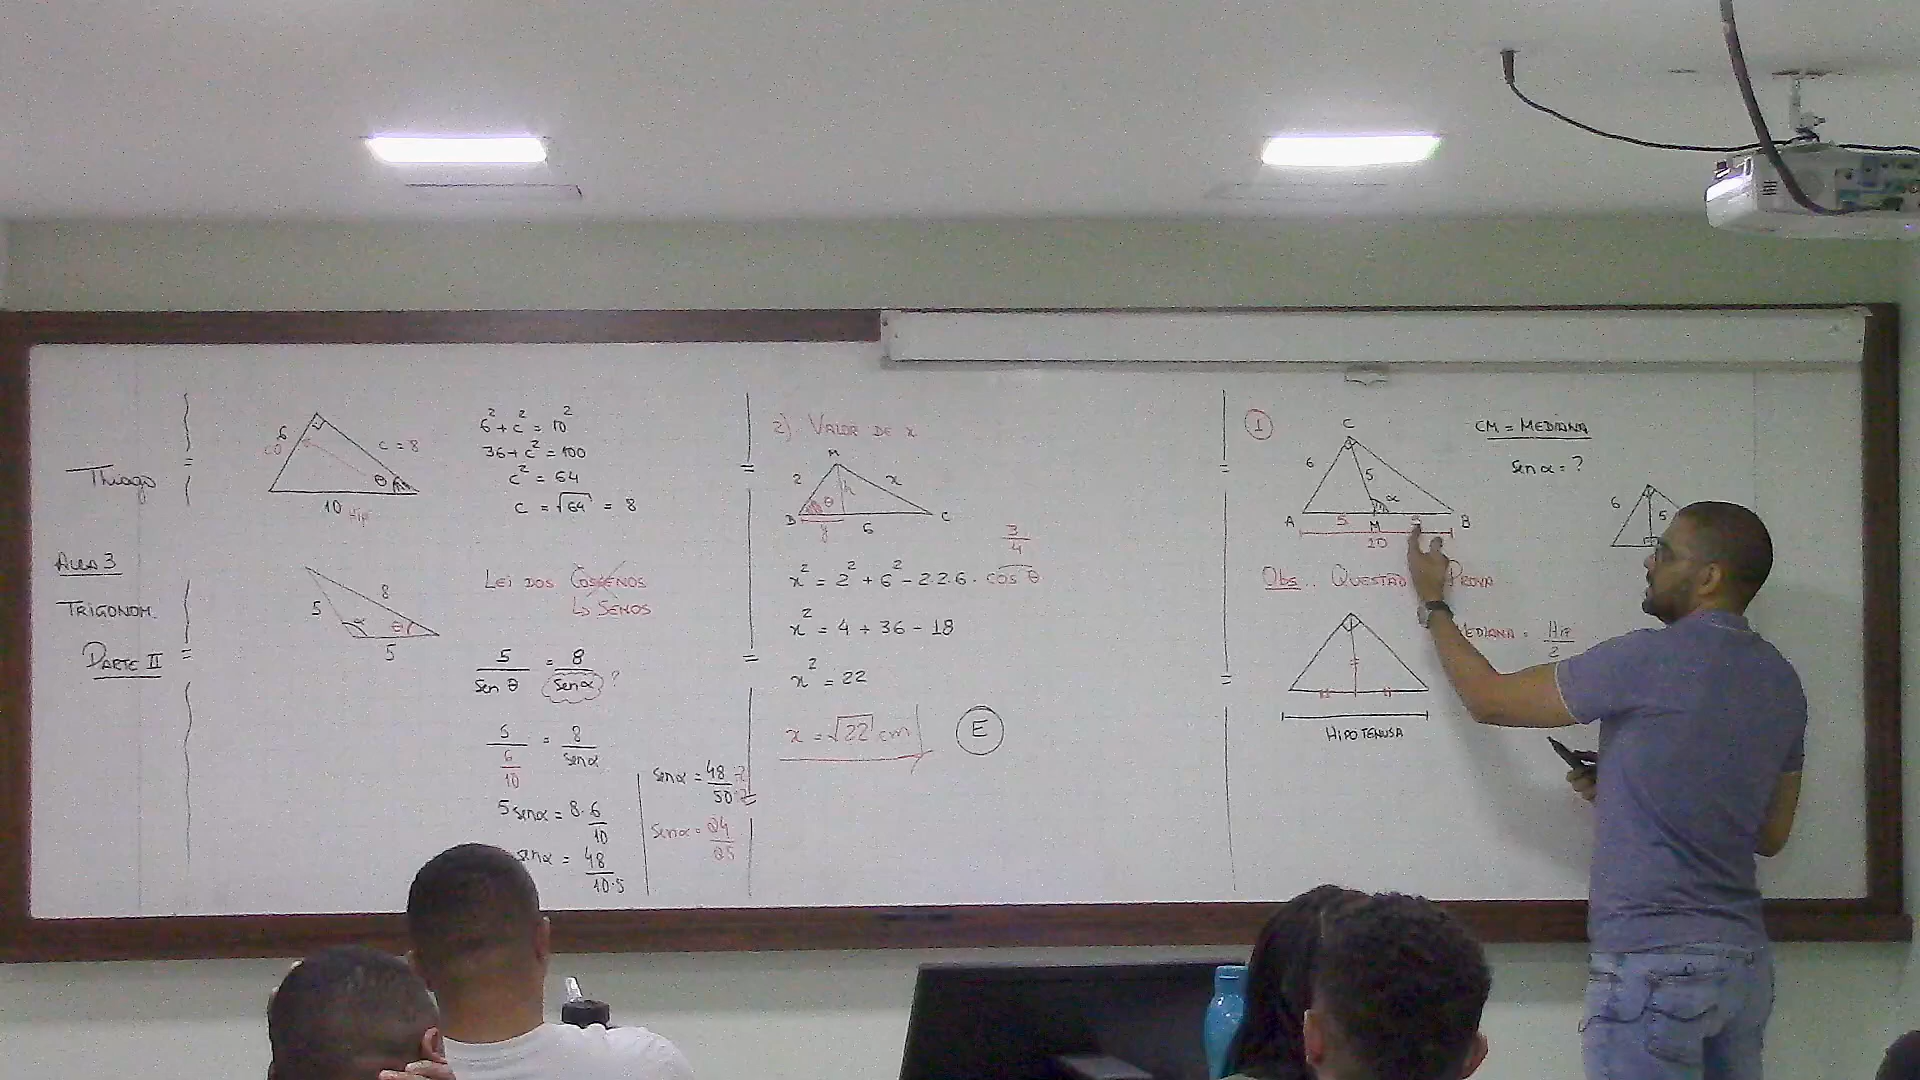 Thiago
AULA 3
TRIGONOM.
PARTE II
6
CO
c = 8
θ
10 Hip
6² + c² = 10²
36 + c² = 100
c² = 64
c = √64 = 8
8
5
α
θ
5
LEI DOS COSSENOS
↳ SENOS
5/sen θ = 8/sen α ?
5/(6/10) = 8/sen α
5 sen α = 8 · 6/10
sen α = 48/10·5
sen α = 48/50
sen α = 24/25
2) VALOR DE x
A
2
h
x
θ
B
y
6
C
3/4
x² = 2² + 6² - 2.2.6 . cos θ
x² = 4 + 36 - 18
x² = 22
x = √22 cm
E
1
C
CM = MEDIANA
sen α = ?
6
5
α
A
5
M
5
B
10
6
5
Obs.: QUESTÃO PROVA
MEDIANA = Hip/2
HIPOTENUSA